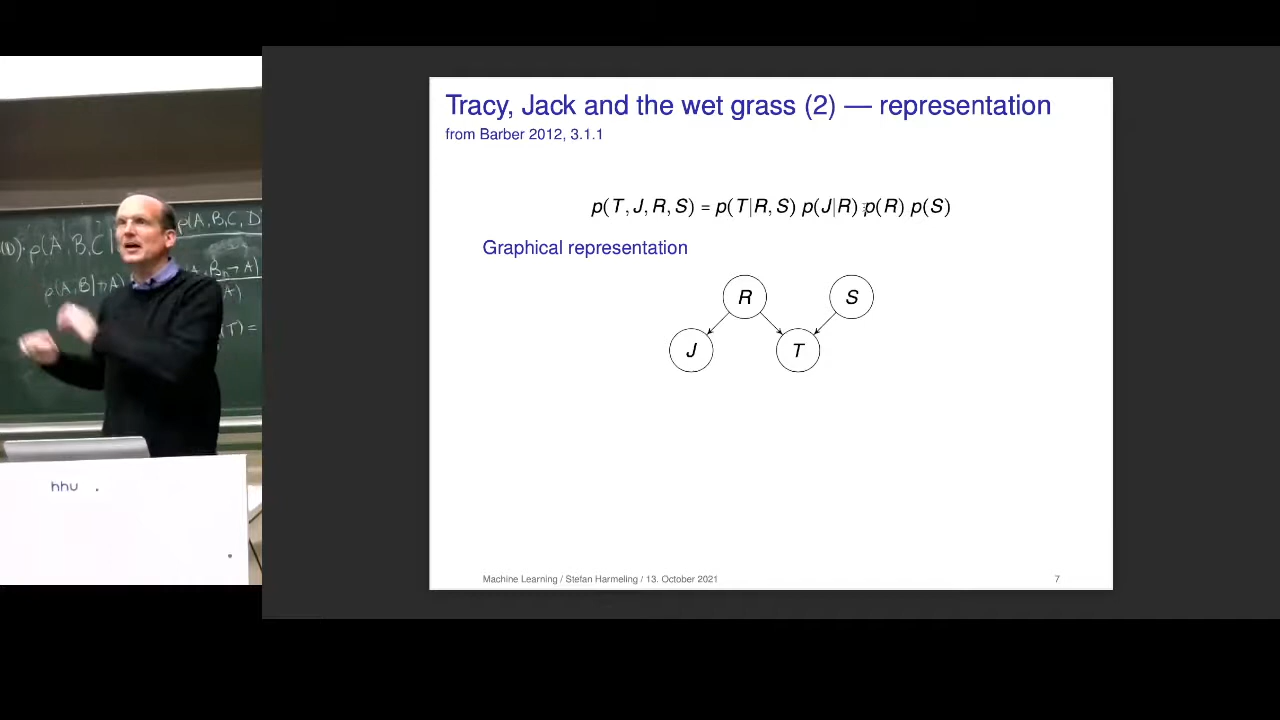 Tracy, Jack and the wet grass (2) — representation
from Barber 2012, 3.1.1
p(T, J, R, S) = p(T|R, S) p(J|R) p(R) p(S)
Graphical representation
R
S
J
T
Machine Learning / Stefan Harmeling / 13. October 2021
7
p(A, B, C, D
p(A, B, C |
hhu